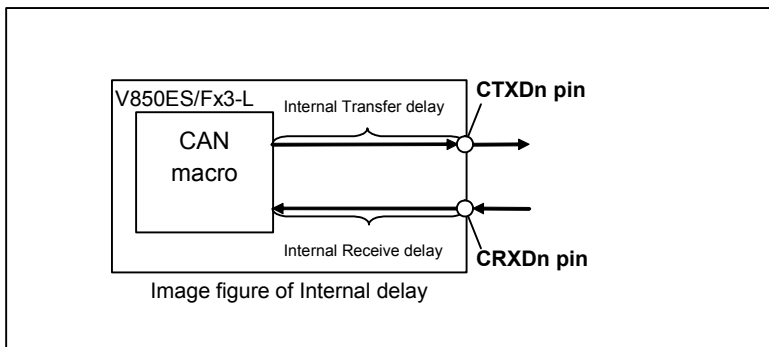 CTXDn pin
V850ES/Fx3-L
Internal Transfer delay
CAN
macro
Internal Receive delay
CRXDn pin
Image figure of Internal delay